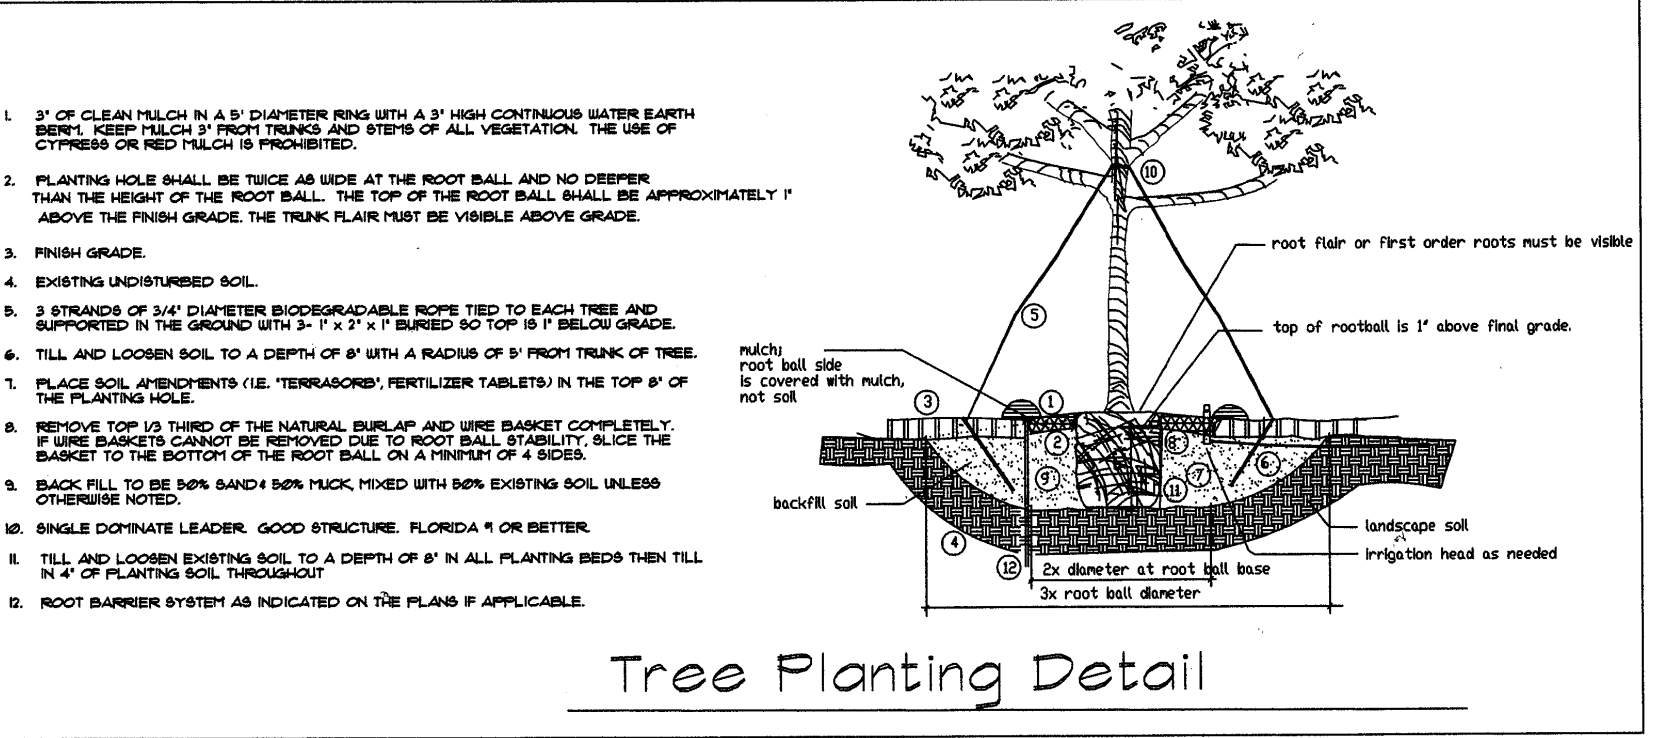 1. 3" OF CLEAN MULCH IN A 5' DIAMETER RING WITH A 3" HIGH CONTINUOUS WATER EARTH
BERM. KEEP MULCH 3" FROM TRUNKS AND STEMS OF ALL VEGETATION. THE USE OF
CYPRESS OR RED MULCH IS PROHIBITED.
2. PLANTING HOLE SHALL BE TWICE AS WIDE AT THE ROOT BALL AND NO DEEPER
THAN THE HEIGHT OF THE ROOT BALL. THE TOP OF THE ROOT BALL SHALL BE APPROXIMATELY 1"
ABOVE THE FINISH GRADE. THE TRUNK FLAIR MUST BE VISIBLE ABOVE GRADE.
3. FINISH GRADE.
4. EXISTING UNDISTURBED SOIL.
5. 3 STRANDS OF 3/4" DIAMETER BIODEGRADABLE ROPE TIED TO EACH TREE AND
SUPPORTED IN THE GROUND WITH 3- 1" x 2" x 1' BURIED SO TOP IS 1" BELOW GRADE.
6. TILL AND LOOSEN SOIL TO A DEPTH OF 8" WITH A RADIUS OF 5' FROM TRUNK OF TREE.
7. PLACE SOIL AMENDMENTS (I.E. "TERRASORB", FERTILIZER TABLETS) IN THE TOP 8" OF
THE PLANTING HOLE.
8. REMOVE TOP 1/3 THIRD OF THE NATURAL BURLAP AND WIRE BASKET COMPLETELY.
IF WIRE BASKETS CANNOT BE REMOVED DUE TO ROOT BALL STABILITY, SLICE THE
BASKET TO THE BOTTOM OF THE ROOT BALL ON A MINIMUM OF 4 SIDES.
9. BACK FILL TO BE 50% SAND & 50% MUCK, MIXED WITH 50% EXISTING SOIL UNLESS
OTHERWISE NOTED.
10. SINGLE DOMINATE LEADER. GOOD STRUCTURE. FLORIDA #1 OR BETTER
11. TILL AND LOOSEN EXISTING SOIL TO A DEPTH OF 8" IN ALL PLANTING BEDS THEN TILL
IN 4" OF PLANTING SOIL THROUGHOUT
12. ROOT BARRIER SYSTEM AS INDICATED ON THE PLANS IF APPLICABLE.
10
root flair or first order roots must be visible
5
top of rootball is 1" above final grade.
mulch;
root ball side
is covered with mulch,
not soil
3
1
2
8
6
9
7
11
backfill soil
landscape soil
4
irrigation head as needed
12
2x diameter at root ball base
3x root ball diameter
Tree Planting Detail